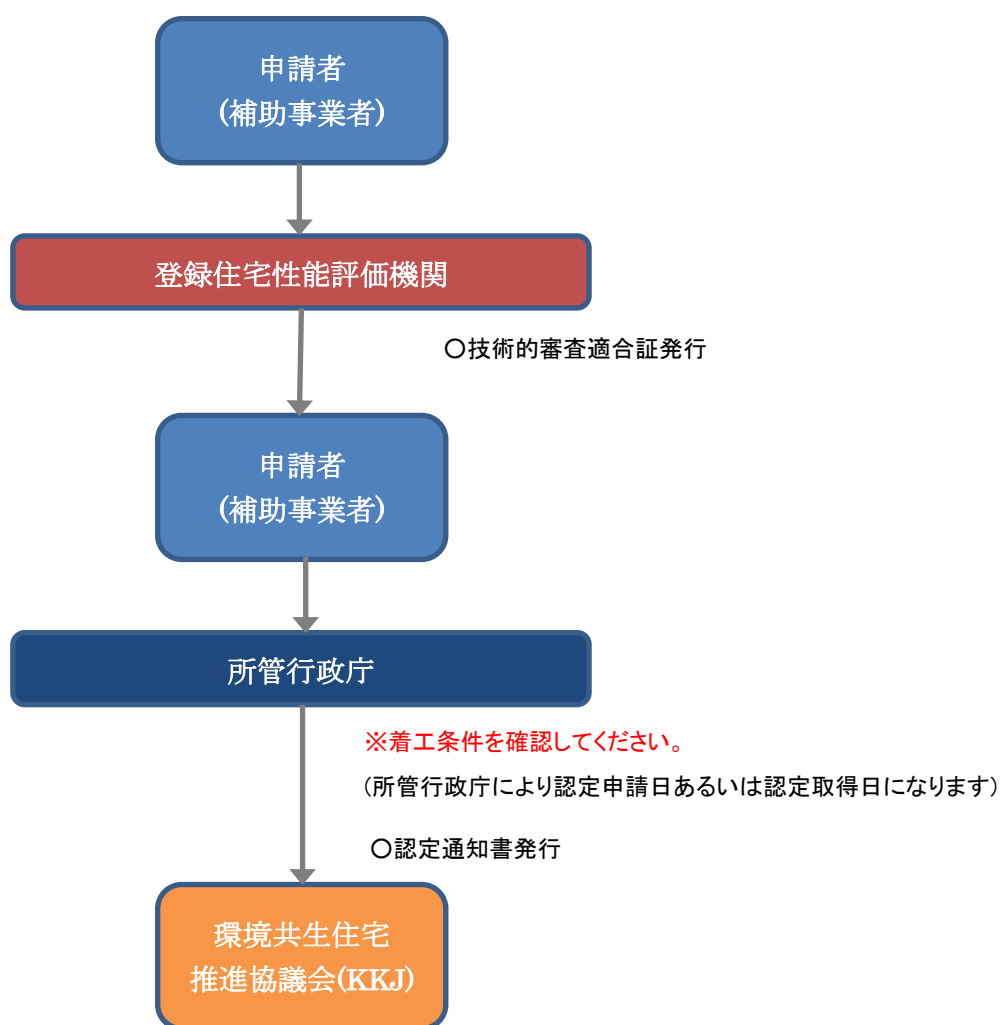 申請者
(補助事業者)
登録住宅性能評価機関
〇技術的審査適合証発行
申請者
(補助事業者)
所管行政庁
※着工条件を確認してください。
(所管行政庁により認定申請日あるいは認定取得日になります)
〇認定通知書発行
環境共生住宅
推進協議会(KKJ)